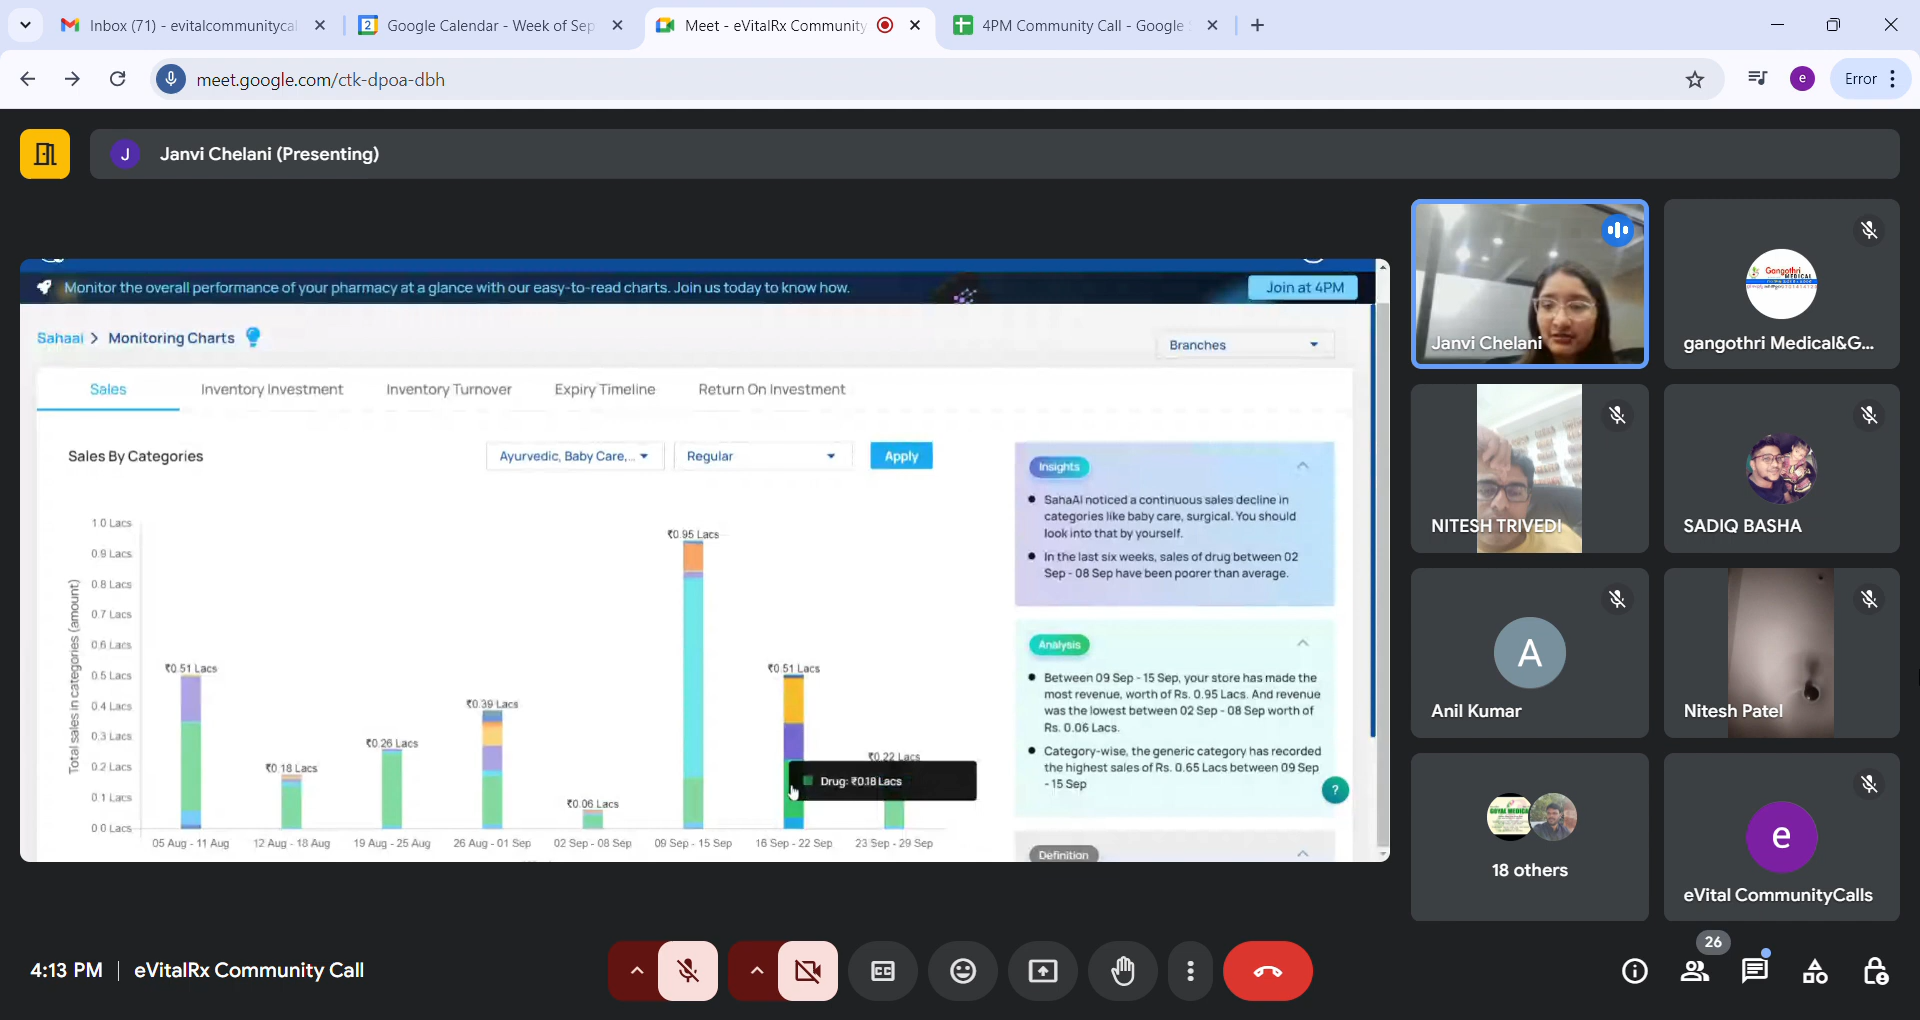 Inbox (71) - evitalcommunitycal
Google Calendar - Week of Sep
Meet - eVitalRx Community
4PM Community Call - Google
meet.google.com/ctk-dpoa-dbh
e
Error
J
Janvi Chelani (Presenting)
Monitor the overall performance of your pharmacy at a glance with our easy-to-read charts. Join us today to know how.
Join at 4PM
SahaaI > Monitoring Charts
Branches
Sales
Inventory Investment
Inventory Turnover
Expiry Timeline
Return On Investment
Sales By Categories
Ayurvedic, Baby Care,...
Regular
Apply
Total sales in categories (amount)
1.0 Lacs
0.9 Lacs
0.8 Lacs
0.7 Lacs
0.6 Lacs
0.5 Lacs
0.4 Lacs
0.3 Lacs
0.2 Lacs
0.1 Lacs
0.0 Lacs
₹0.51 Lacs
₹0.18 Lacs
₹0.26 Lacs
₹0.39 Lacs
₹0.06 Lacs
₹0.95 Lacs
₹0.51 Lacs
₹0.22 Lacs
Drug: ₹0.18 Lacs
05 Aug - 11 Aug
12 Aug - 18 Aug
19 Aug - 25 Aug
26 Aug - 01 Sep
02 Sep - 08 Sep
09 Sep - 15 Sep
16 Sep - 22 Sep
23 Sep - 29 Sep
Insights
SahaAI noticed a continuous sales decline in
categories like baby care, surgical. You should
look into that by yourself.
In the last six weeks, sales of drug between 02
Sep - 08 Sep have been poorer than average.
Analysis
Between 09 Sep - 15 Sep, your store has made the
most revenue, worth of Rs. 0.95 Lacs. And revenue
was the lowest between 02 Sep - 08 Sep worth of
Rs. 0.06 Lacs.
Category-wise, the generic category has recorded
the highest sales of Rs. 0.65 Lacs between 09 Sep
- 15 Sep
?
Definition
Janvi Chelani
Gangothri
MEDICAL
gangothri Medical&G...
NITESH TRIVEDI
SADIQ BASHA
A
Anil Kumar
Nitesh Patel
18 others
e
eVital CommunityCalls
4:13 PM | eVitalRx Community Call
26